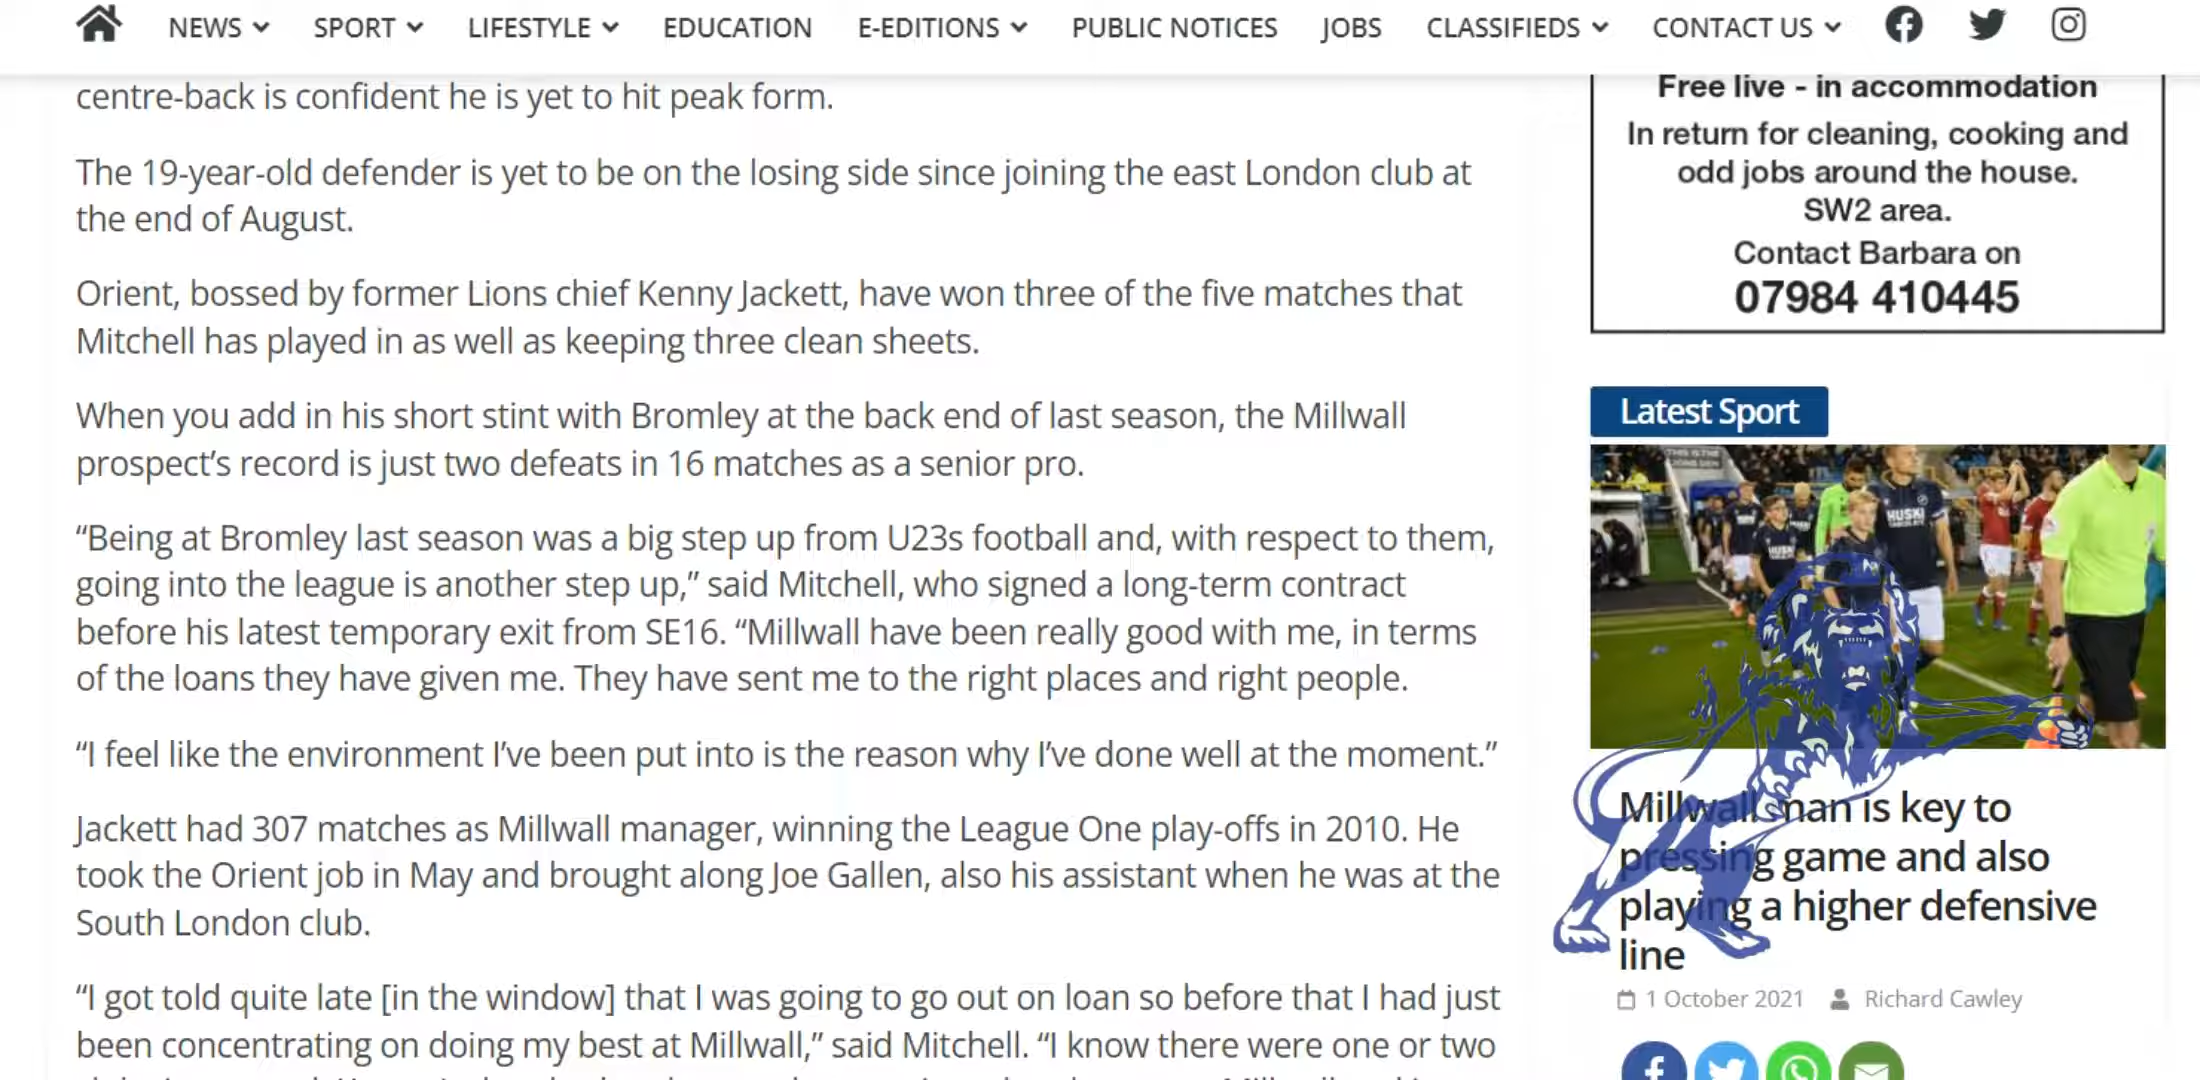 NEWS SPORT LIFESTYLE EDUCATION E-EDITIONS PUBLIC NOTICES JOBS CLASSIFIEDS CONTACT US
centre-back is confident he is yet to hit peak form.
The 19-year-old defender is yet to be on the losing side since joining the east London club at
the end of August.
Orient, bossed by former Lions chief Kenny Jackett, have won three of the five matches that
Mitchell has played in as well as keeping three clean sheets.
When you add in his short stint with Bromley at the back end of last season, the Millwall
prospect’s record is just two defeats in 16 matches as a senior pro.
“Being at Bromley last season was a big step up from U23s football and, with respect to them,
going into the league is another step up,” said Mitchell, who signed a long-term contract
before his latest temporary exit from SE16. “Millwall have been really good with me, in terms
of the loans they have given me. They have sent me to the right places and right people.
“I feel like the environment I’ve been put into is the reason why I’ve done well at the moment.”
Jackett had 307 matches as Millwall manager, winning the League One play-offs in 2010. He
took the Orient job in May and brought along Joe Gallen, also his assistant when he was at the
South London club.
“I got told quite late [in the window] that I was going to go out on loan so before that I had just
been concentrating on doing my best at Millwall,” said Mitchell. “I know there were one or two
Free live - in accommodation
In return for cleaning, cooking and
odd jobs around the house.
SW2 area.
Contact Barbara on
07984 410445
Latest Sport
THIS IS THE
HUSKI
Millwall man is key to
pressing game and also
playing a higher defensive
line
1 October 2021 Richard Cawley